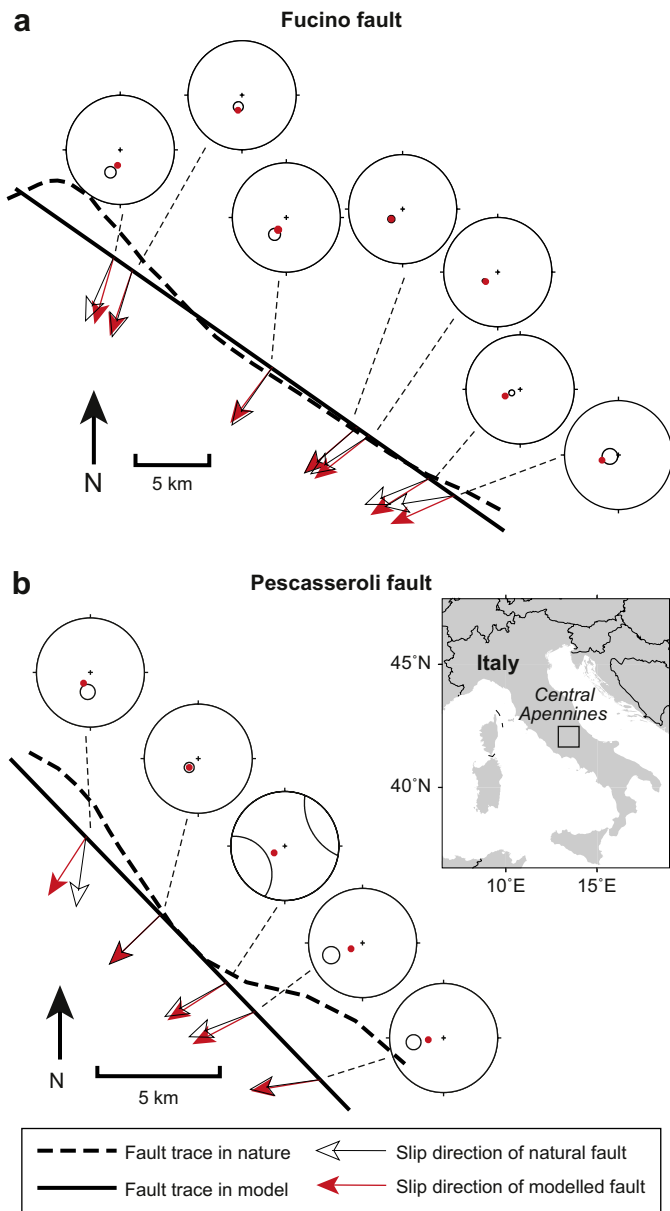 a
Fucino fault
N
5 km
b
Pescasseroli fault
45°N
Italy
Central
Apennines
40°N
10°E
15°E
N
5 km
Fault trace in nature
Slip direction of natural fault
Fault trace in model
Slip direction of modelled fault